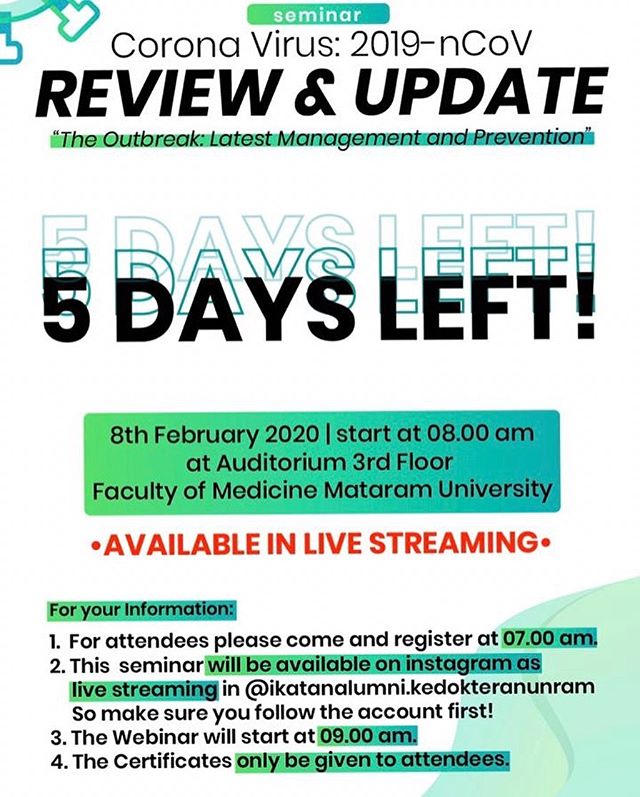 seminar
Corona Virus: 2019-nCoV
REVIEW & UPDATE
“The Outbreak: Latest Management and Prevention”
5 DAYS LEFT!
5 DAYS LEFT!
5 DAYS LEFT!
8th February 2020 | start at 08.00 am
at Auditorium 3rd Floor
Faculty of Medicine Mataram University
•AVAILABLE IN LIVE STREAMING•
For your Information:
1. For attendees please come and register at 07.00 am.
2. This seminar will be available on instagram as
live streaming in @ikatanalumni.kedokteranunram
So make sure you follow the account first!
3. The Webinar will start at 09.00 am.
4. The Certificates only be given to attendees.